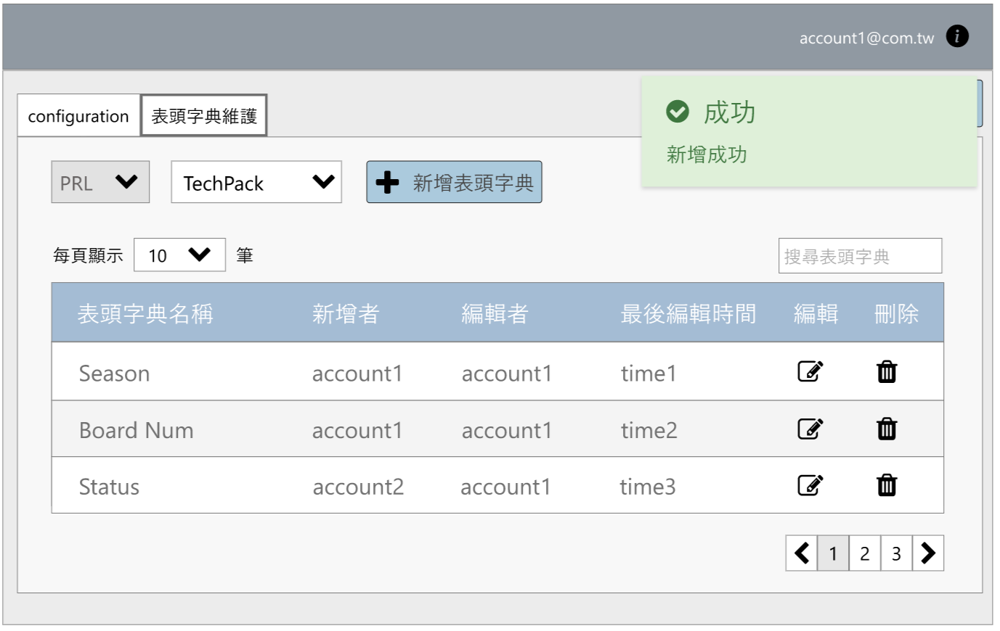 account1@com.tw i
成功
新增成功
configuration 表頭字典維護
PRL TechPack 新增表頭字典
每頁顯示 10 筆 搜尋表頭字典
表頭字典名稱 新增者 編輯者 最後編輯時間 編輯 刪除
Season account1 account1 time1
Board Num account1 account1 time2
Status account2 account1 time3
1 2 3